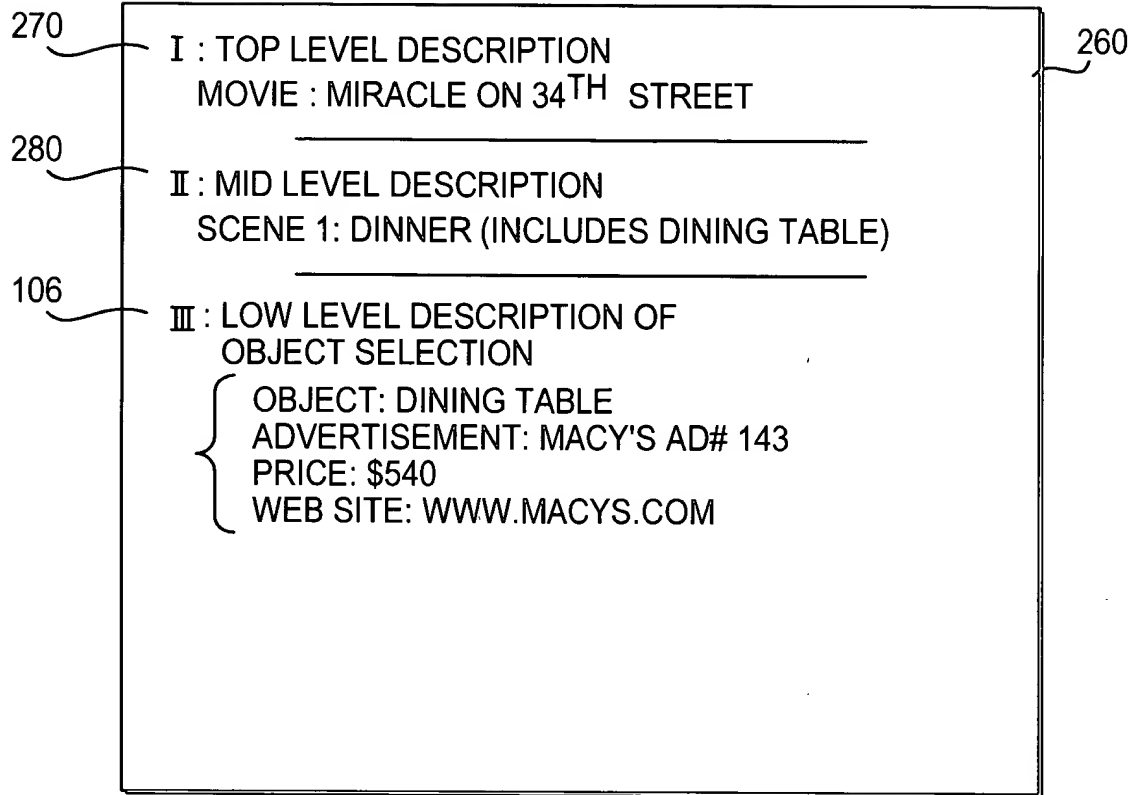 270
I : TOP LEVEL DESCRIPTION
MOVIE : MIRACLE ON 34TH STREET
260
280
II : MID LEVEL DESCRIPTION
SCENE 1: DINNER (INCLUDES DINING TABLE)
106
III : LOW LEVEL DESCRIPTION OF
OBJECT SELECTION
OBJECT: DINING TABLE
ADVERTISEMENT: MACY'S AD# 143
PRICE: $540
WEB SITE: WWW.MACYS.COM